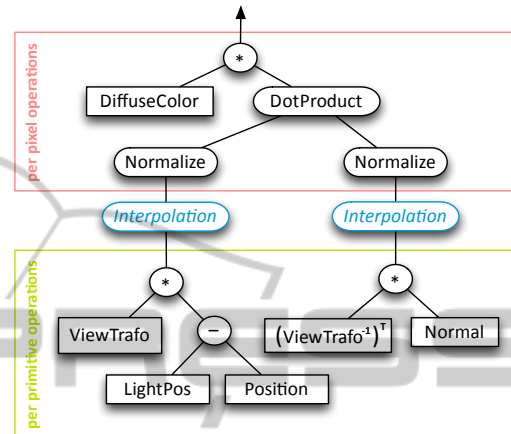 per pixel operations
*
DiffuseColor
DotProduct
Normalize
Normalize
Interpolation
Interpolation
per primitive operations
*
*
ViewTrafo
−
(ViewTrafo⁻¹)ᵀ
Normal
LightPos
Position